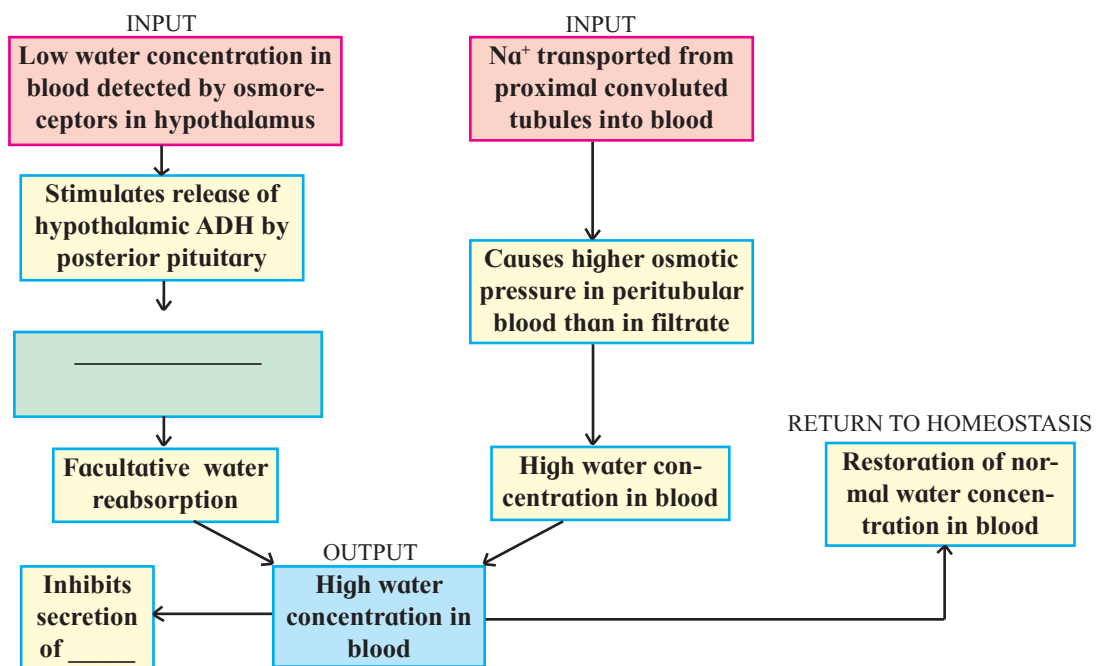 INPUT
Low water concentration in
blood detected by osmore-
ceptors in hypothalamus
Stimulates release of
hypothalamic ADH by
posterior pituitary
____________
Facultative water
reabsorption
INPUT
Na⁺ transported from
proximal convoluted
tubules into blood
Causes higher osmotic
pressure in peritubular
blood than in filtrate
High water con-
centration in blood
OUTPUT
High water
concentration in
blood
Inhibits
secretion
of _____
RETURN TO HOMEOSTASIS
Restoration of nor-
mal water concen-
tration in blood